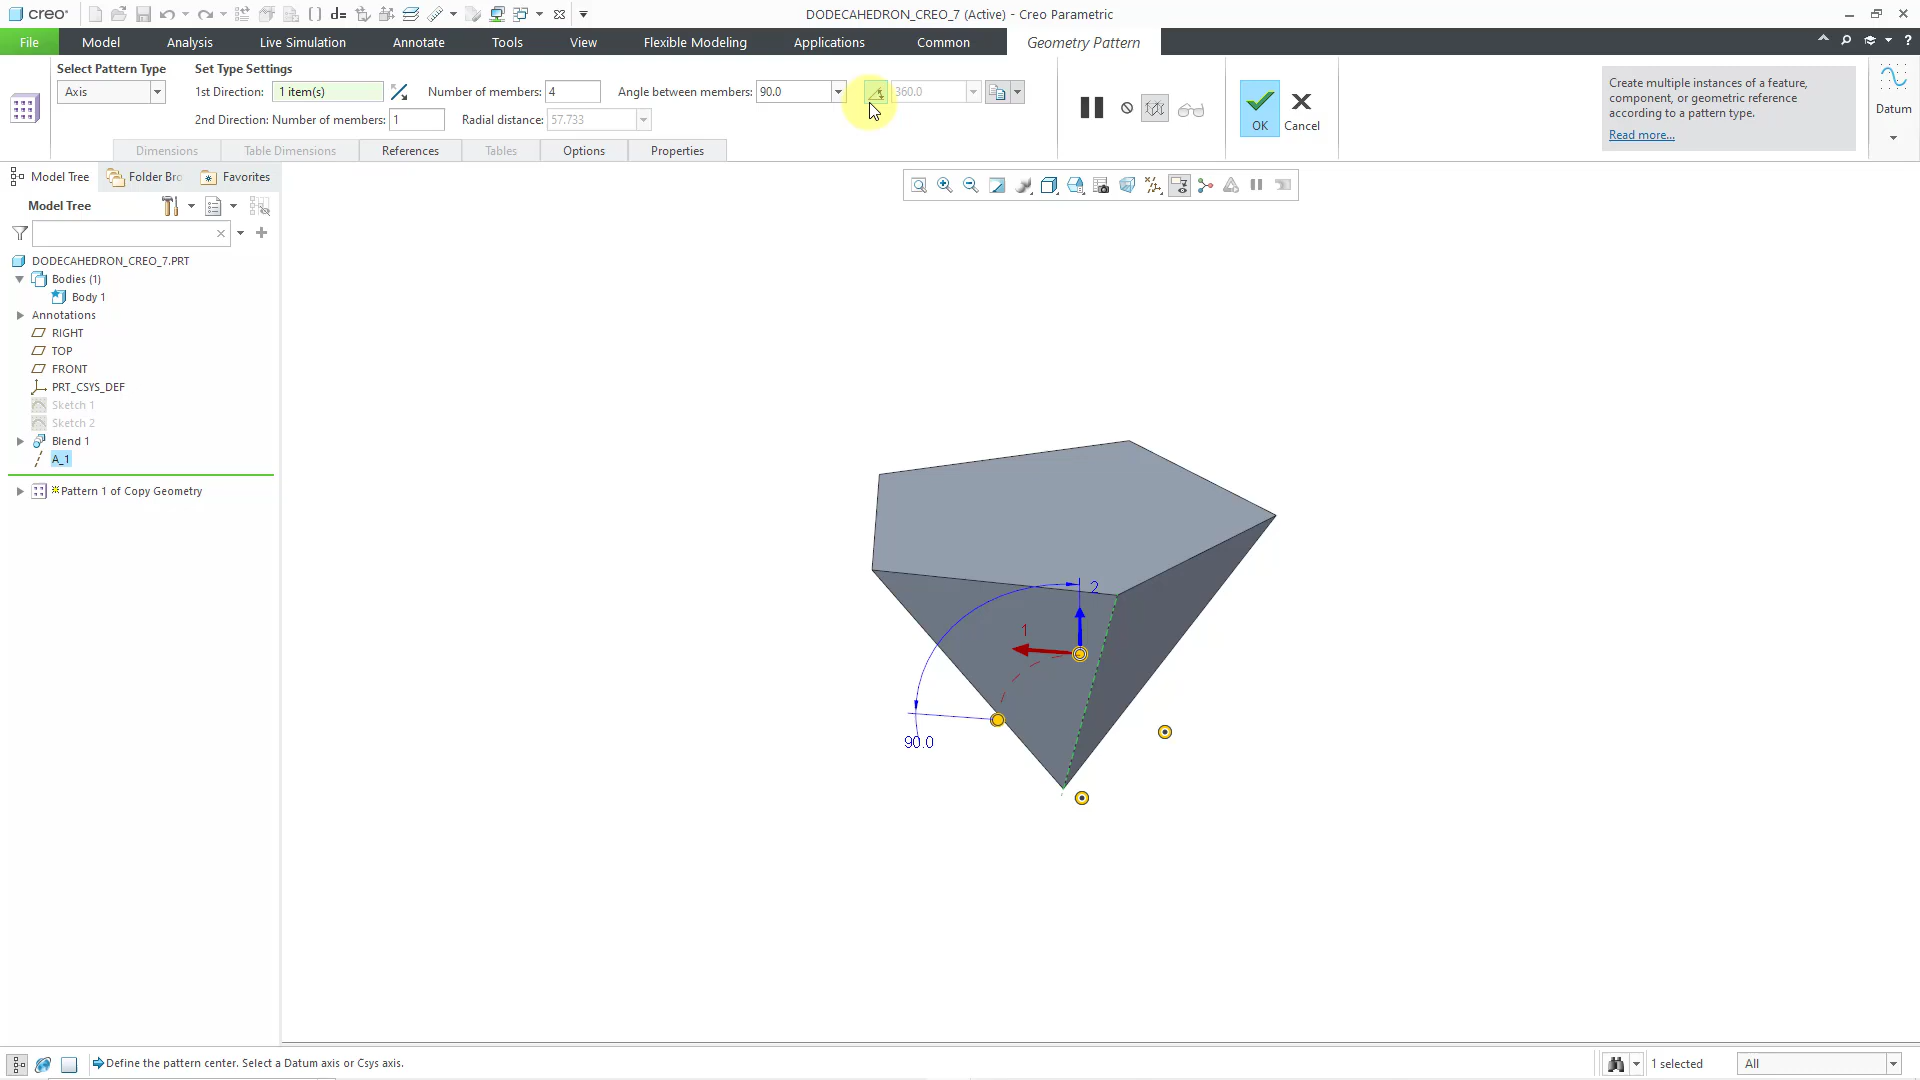 creo
DODECAHEDRON_CREO_7 (Active) - Creo Parametric
File Model Analysis Live Simulation Annotate Tools View Flexible Modeling Applications Common Geometry Pattern
Select Pattern Type Set Type Settings
Axis 1st Direction: 1 item(s) Number of members: 4 Angle between members: 90.0 360.0
2nd Direction: Number of members: 1 Radial distance: 57.733
OK Cancel
Create multiple instances of a feature,
component, or geometric reference
according to a pattern type.
Read more...
Datum
Dimensions Table Dimensions References Tables Options Properties
Model Tree Folder Bro Favorites
Model Tree
DODECAHEDRON_CREO_7.PRT
Bodies (1)
Body 1
Annotations
RIGHT
TOP
FRONT
PRT_CSYS_DEF
Sketch 1
Sketch 2
Blend 1
A_1
Pattern 1 of Copy Geometry
2
1
90.0
Define the pattern center. Select a Datum axis or Csys axis.
1 selected All